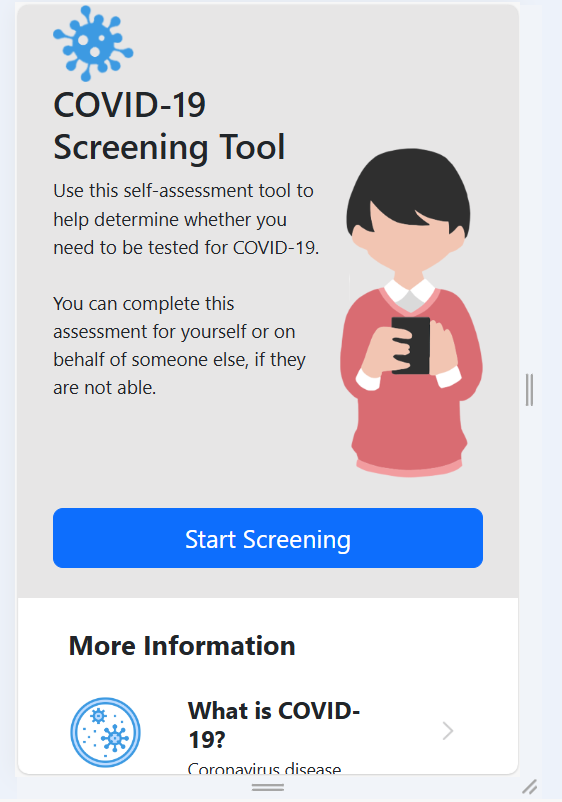 COVID-19
Screening Tool
Use this self-assessment tool to
help determine whether you
need to be tested for COVID-19.
You can complete this
assessment for yourself or on
behalf of someone else, if they
are not able.
Start Screening
More Information
What is COVID-
19?
Coronavirus disease